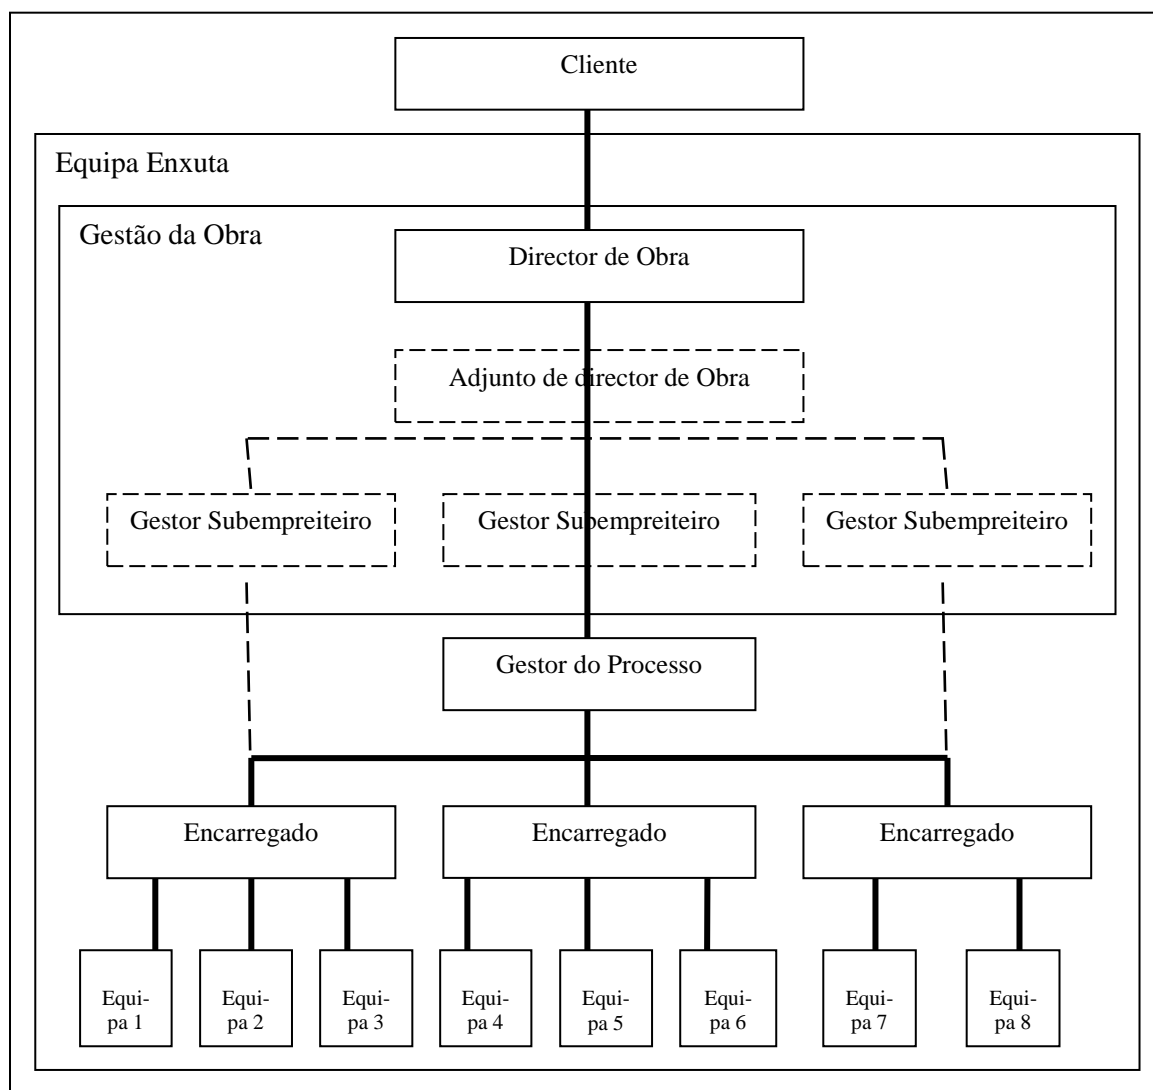 Cliente
Equipa Enxuta
Gestão da Obra
Director de Obra
Adjunto de director de Obra
Gestor Subempreiteiro
Gestor Subempreiteiro
Gestor Subempreiteiro
Gestor do Processo
Encarregado
Encarregado
Encarregado
Equi-
pa 1
Equi-
pa 2
Equi-
pa 3
Equi-
pa 4
Equi-
pa 5
Equi-
pa 6
Equi-
pa 7
Equi-
pa 8